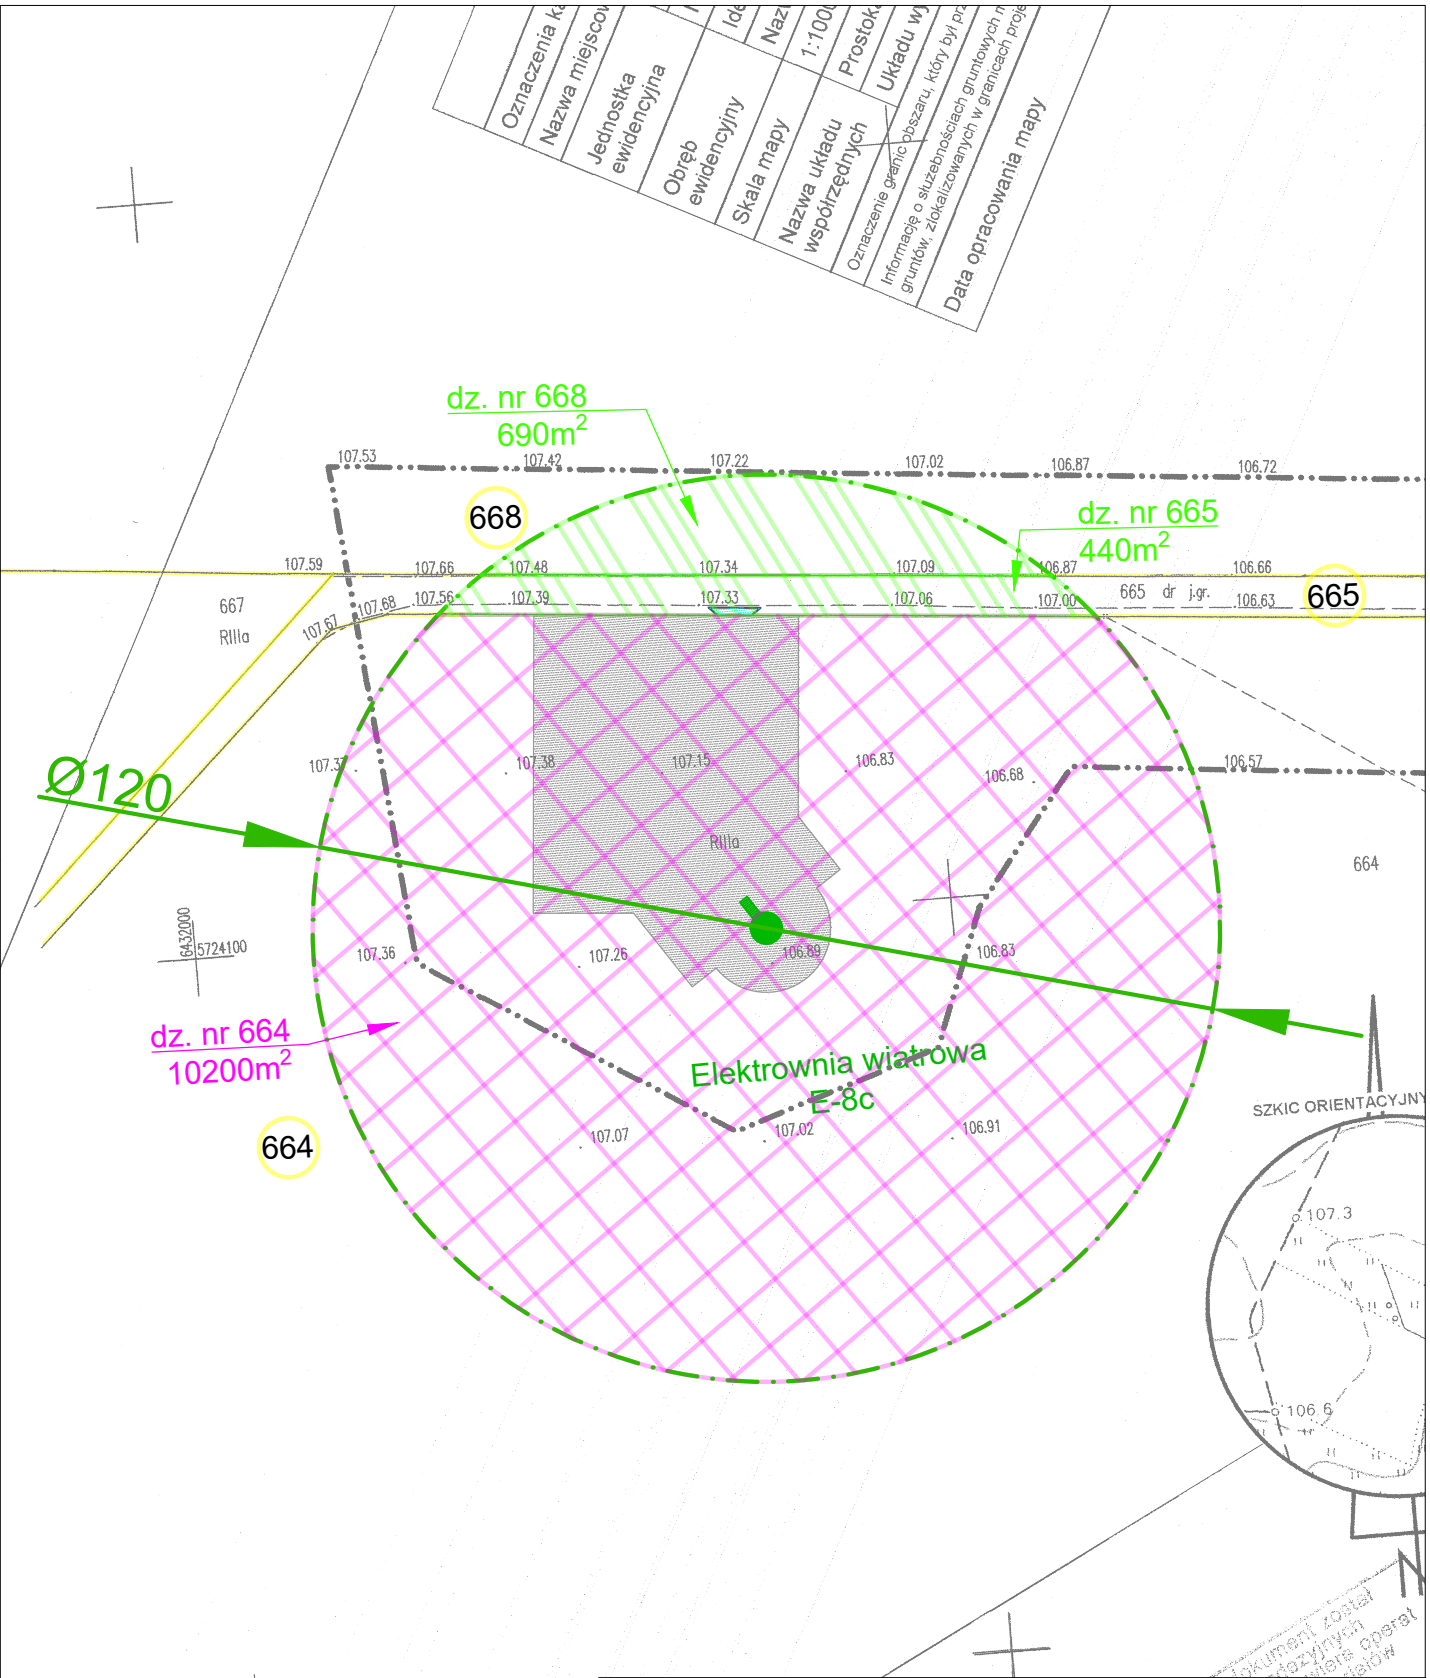 Oznaczenia
Nazwa
Jednostka
ewidencyjna
Obręb
ewidencyjny
Skala mapy
Nazwa układu
współrzędnych
Oznaczenie granic obszaru, który był
Informację o służebnościach gruntowych
gruntów, zlokalizowanych w granicach
Data opracowania mapy
dz. nr 668
690m²
107.53
107.42
107.22
107.02
106.87
106.72
668
dz. nr 665
440m²
107.59
107.66
107.48
107.34
107.09
106.87
106.66
667
RIIIa
107.67
107.68
107.56
107.39
107.33
107.06
107.00
665 dr j.gr.
106.63
665
Ø120
107.37
107.38
107.15
106.83
106.68
106.57
RIIIa
664
6432000
5724100
107.36
107.26
106.89
106.83
dz. nr 664
10200m²
Elektrownia wiatrowa
E-8c
664
107.07
107.02
106.91
SZKIC ORIENTACYJNY
107.3
N
106.6
N
został
operat